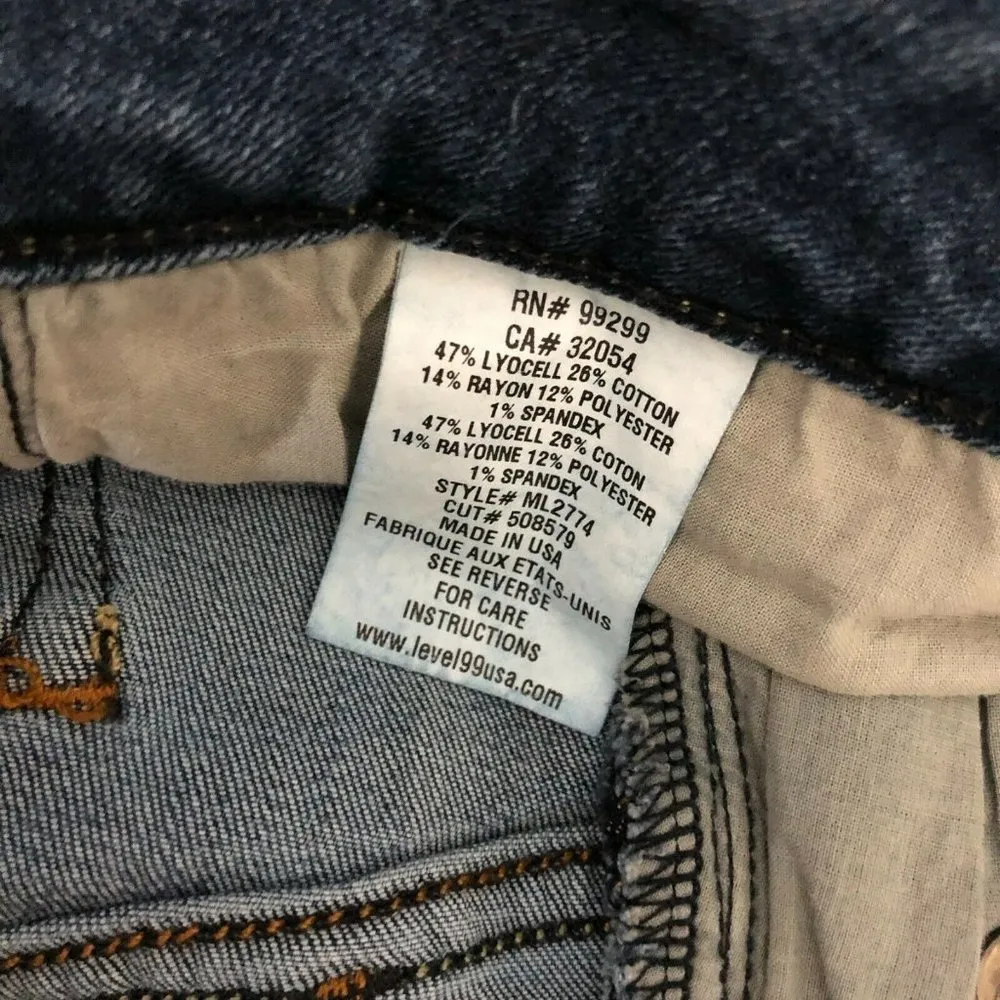 RN# 99299
CA# 32054
47% LYOCELL 26% COTTON
14% RAYON 12% POLYESTER
1% SPANDEX
47% LYOCELL 26% COTON
14% RAYONNE 12% POLYESTER
1% SPANDEX
STYLE# ML2774
CUT# 508579
MADE IN USA
FABRIQUE AUX ETATS-UNIS
SEE REVERSE
FOR CARE
INSTRUCTIONS
www.level99usa.com